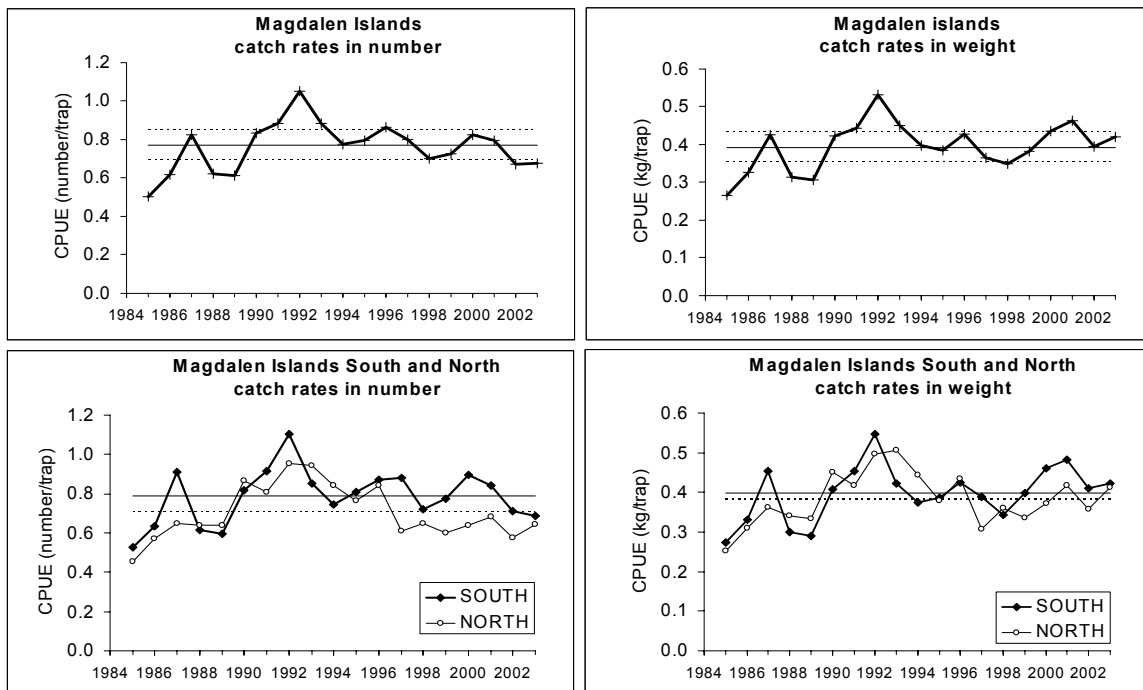 Magdalen Islands
catch rates in number
CPUE (number/trap)
1.2
1.0
0.8
0.6
0.4
0.2
0.0
1984 1986 1988 1990 1992 1994 1996 1998 2000 2002
Magdalen islands
catch rates in weight
CPUE (kg/trap)
0.6
0.5
0.4
0.3
0.2
0.1
0.0
1984 1986 1988 1990 1992 1994 1996 1998 2000 2002
Magdalen Islands South and North
catch rates in number
CPUE (number/trap)
1.2
1.0
0.8
0.6
0.4
0.2
0.0
SOUTH
NORTH
1984 1986 1988 1990 1992 1994 1996 1998 2000 2002
Magdalen Islands South and North
catch rates in weight
CPUE (kg/trap)
0.6
0.5
0.4
0.3
0.2
0.1
0.0
SOUTH
NORTH
1984 1986 1988 1990 1992 1994 1996 1998 2000 2002